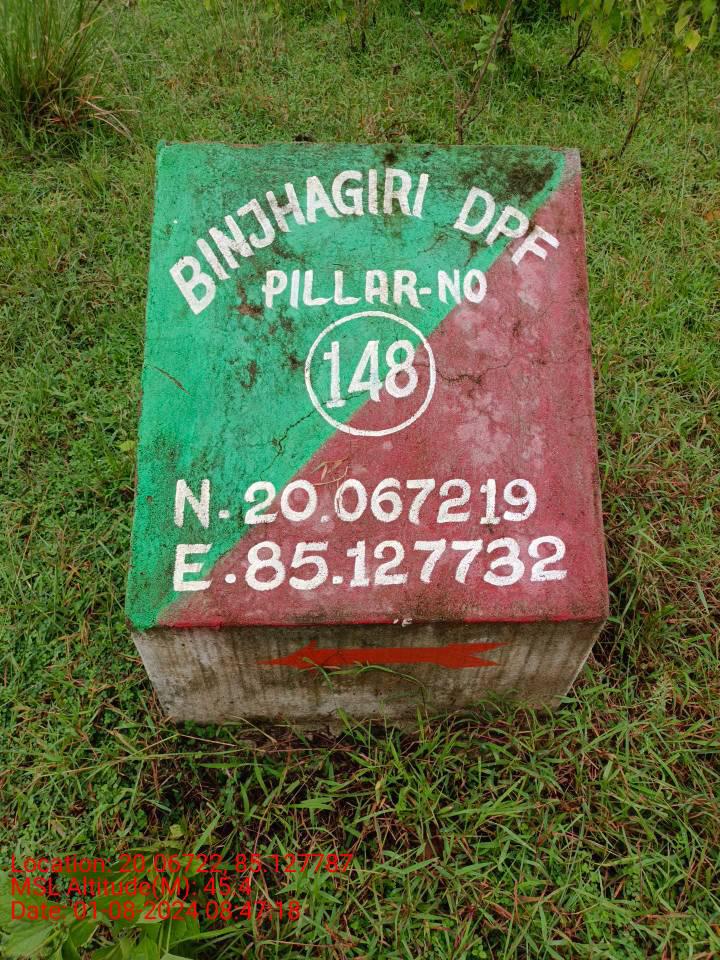 BINJHAGIRI DPF
PILLAR-NO
148
N. 20.067219
E. 85.127732
Location: 20.06722, 85.127787
MSL Altitude(M): 45.4
Date: 01-08-2024 08:47:18